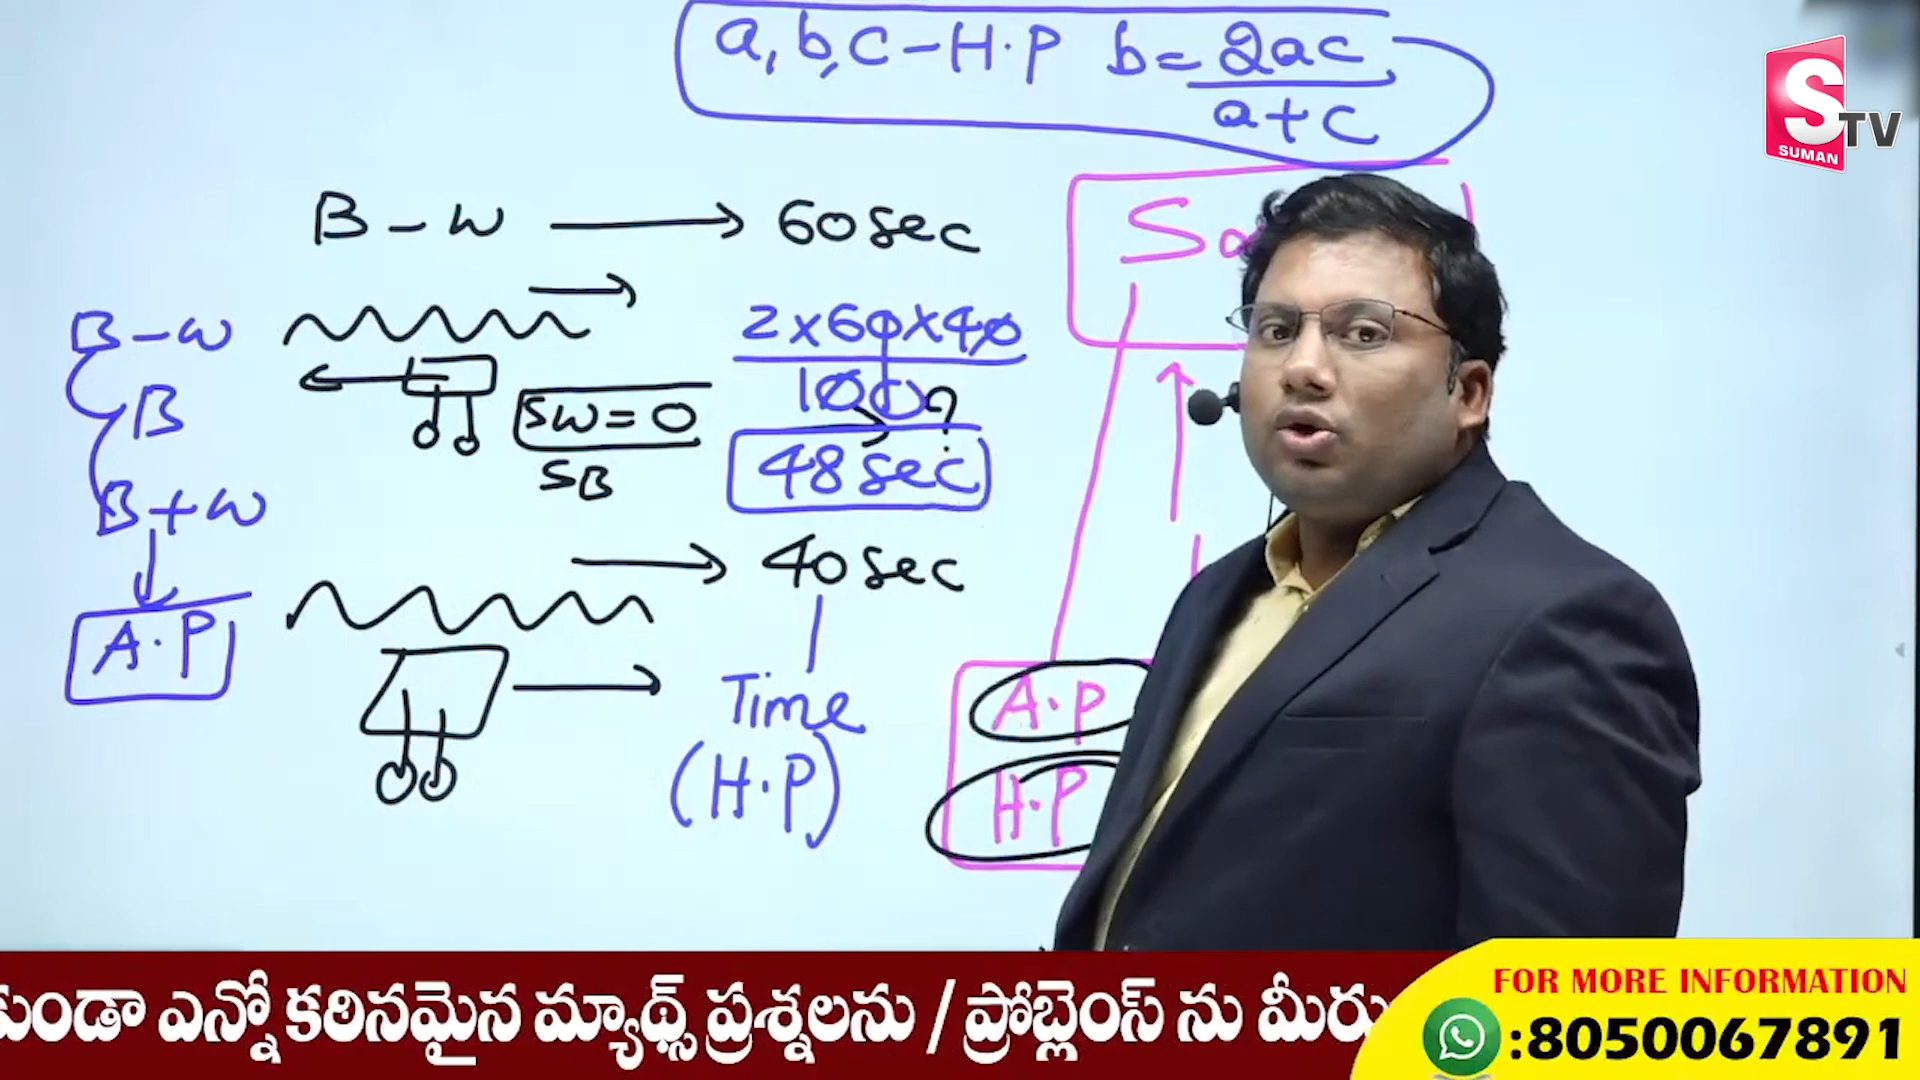 a, b, c - H.P b = 2ac
a+c
STV
SUMAN
B - W → 60 sec
B - W
2 x 60 x 40
100
B
SW = 0
?
48 sec
SB
B + W
→ 40 sec
A.P
Time
(H.P)
A.P
H.P
ఎన్నో కఠినమైన మ్యాథ్స్ ప్రశ్నలను / ప్రోబ్లెంస్ ను మీరు
FOR MORE INFORMATION
:8050067891